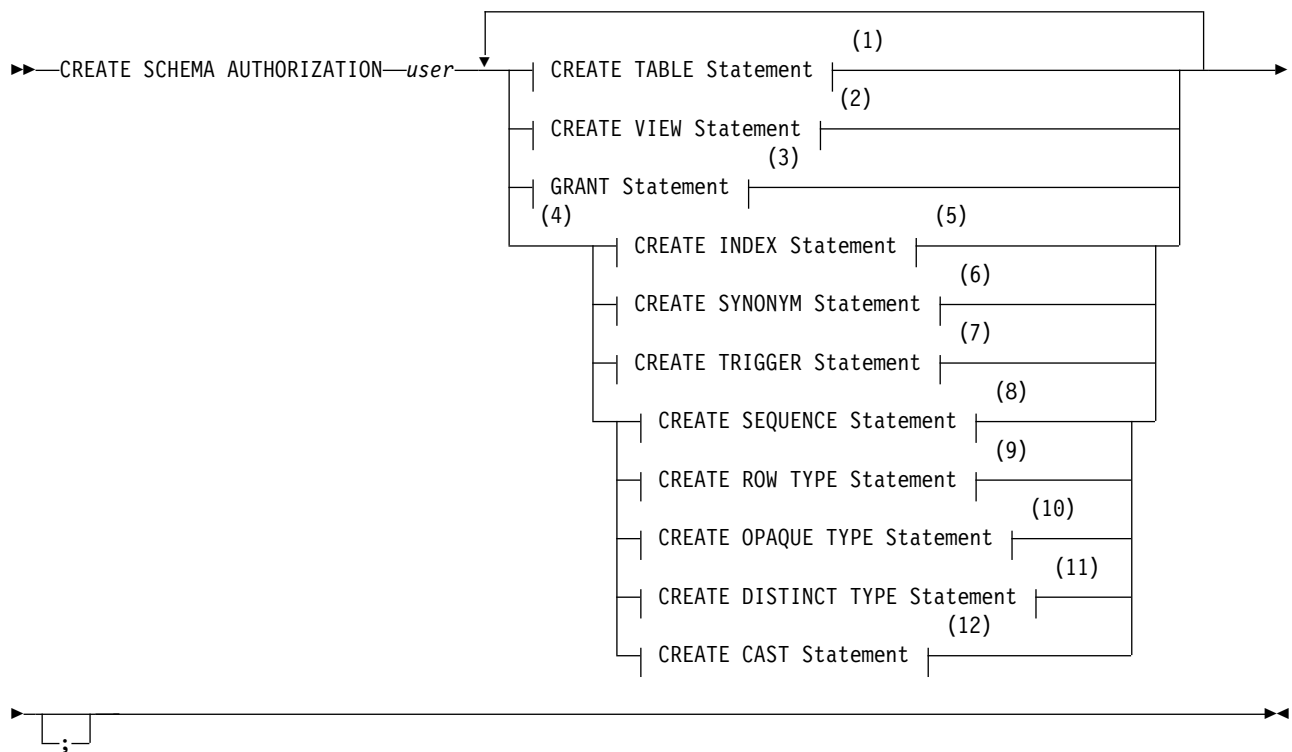 (1)
CREATE SCHEMA AUTHORIZATION user CREATE TABLE Statement
(2)
CREATE VIEW Statement
(3)
GRANT Statement
(4) (5)
CREATE INDEX Statement
(6)
CREATE SYNONYM Statement
(7)
CREATE TRIGGER Statement
(8)
CREATE SEQUENCE Statement
(9)
CREATE ROW TYPE Statement
(10)
CREATE OPAQUE TYPE Statement
(11)
CREATE DISTINCT TYPE Statement
(12)
CREATE CAST Statement
;